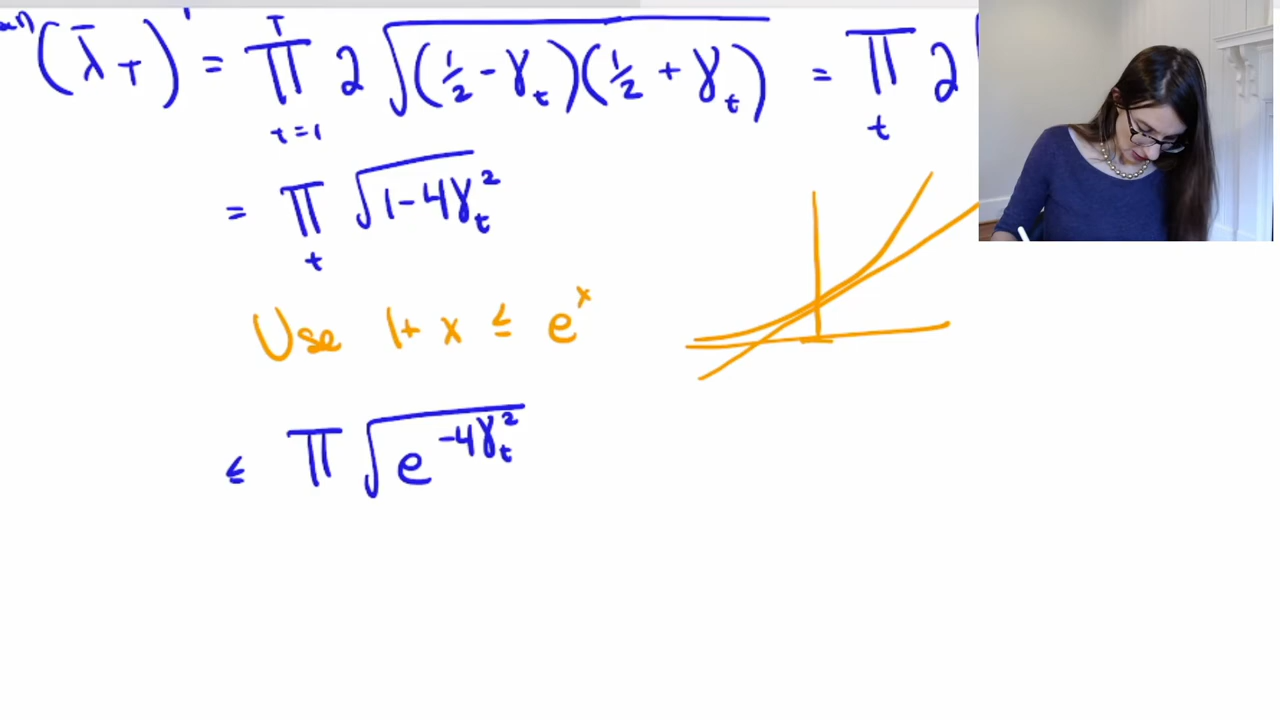 (λ̄_T) = ∏_{t=1}^{T} 2 √((½ - γ_t)(½ + γ_t)) = ∏_t 2
= ∏_t √(1-4γ_t²)
Use 1+ x ≤ e^x
≤ ∏ √(e^{-4γ_t²})